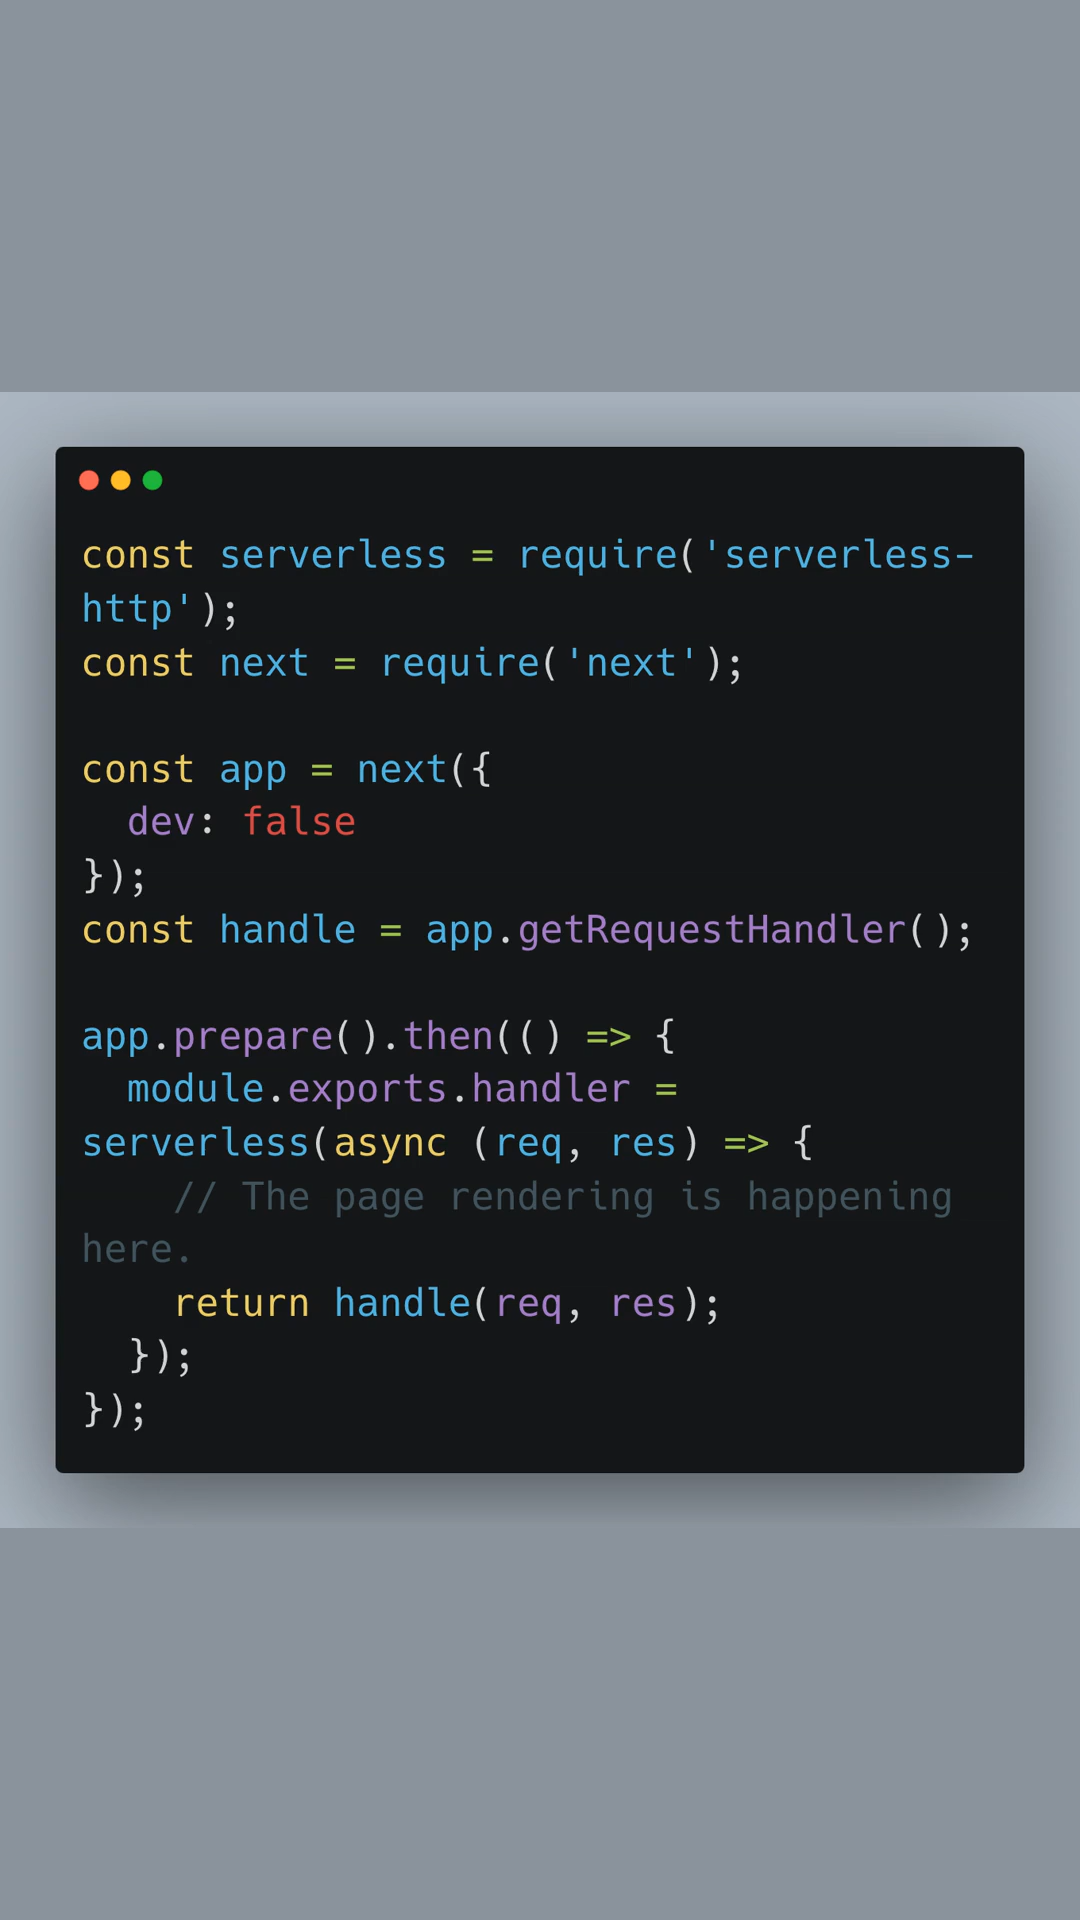 const serverless = require('serverless-
http');
const next = require('next');

const app = next({
  dev: false
});
const handle = app.getRequestHandler();

app.prepare().then(() => {
  module.exports.handler =
serverless(async (req, res) => {
    // The page rendering is happening
here.
    return handle(req, res);
  });
});